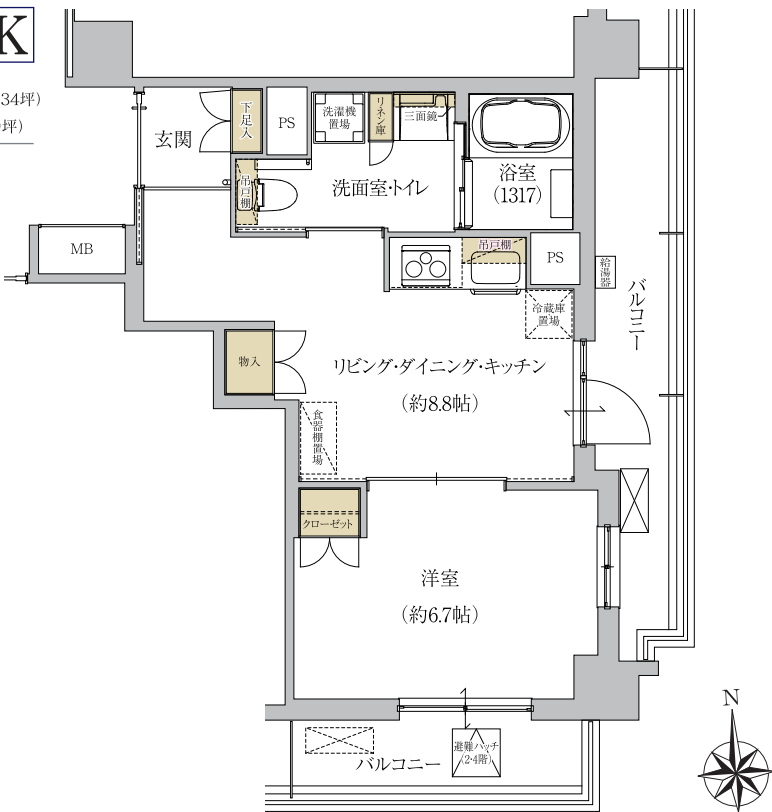 K
34坪)
坪)
玄関
下足入
PS
洗濯機
置場
リネン庫
三面鏡
浴室
(1317)
吊戸棚
洗面室・トイレ
MB
吊戸棚
PS
給湯器
バルコニー
冷蔵庫
置場
物入
リビング・ダイニング・キッチン
(約8.8帖)
食器棚置場
クローゼット
洋室
(約6.7帖)
バルコニー
避難ハッチ
(2・4階)
N